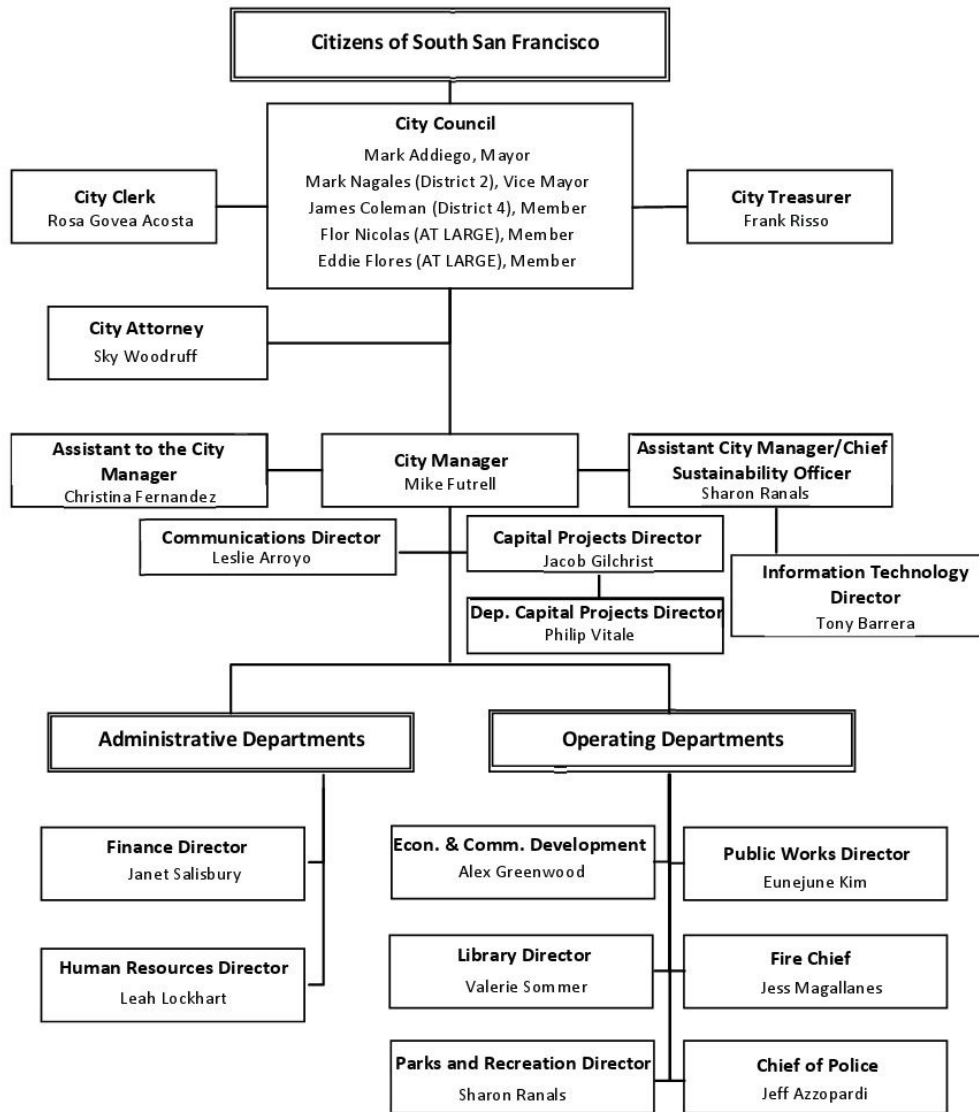 Citizens of South San Francisco
City Council
Mark Addiego, Mayor
Mark Nagales (District 2), Vice Mayor
James Coleman (District 4), Member
Flor Nicolas (AT LARGE), Member
Eddie Flores (AT LARGE), Member
City Clerk
Rosa Govea Acosta
City Treasurer
Frank Risso
City Attorney
Sky Woodruff
Assistant to the City
Manager
Christina Fernandez
City Manager
Mike Futrell
Assistant City Manager/Chief
Sustainability Officer
Sharon Ranals
Communications Director
Leslie Arroyo
Capital Projects Director
Jacob Gilchrist
Information Technology
Director
Tony Barrera
Dep. Capital Projects Director
Philip Vitale
Administrative Departments
Operating Departments
Finance Director
Janet Salisbury
Econ. & Comm. Development
Alex Greenwood
Public Works Director
Eunejune Kim
Human Resources Director
Leah Lockhart
Library Director
Valerie Sommer
Fire Chief
Jess Magallanes
Parks and Recreation Director
Sharon Ranals
Chief of Police
Jeff Azzopardi